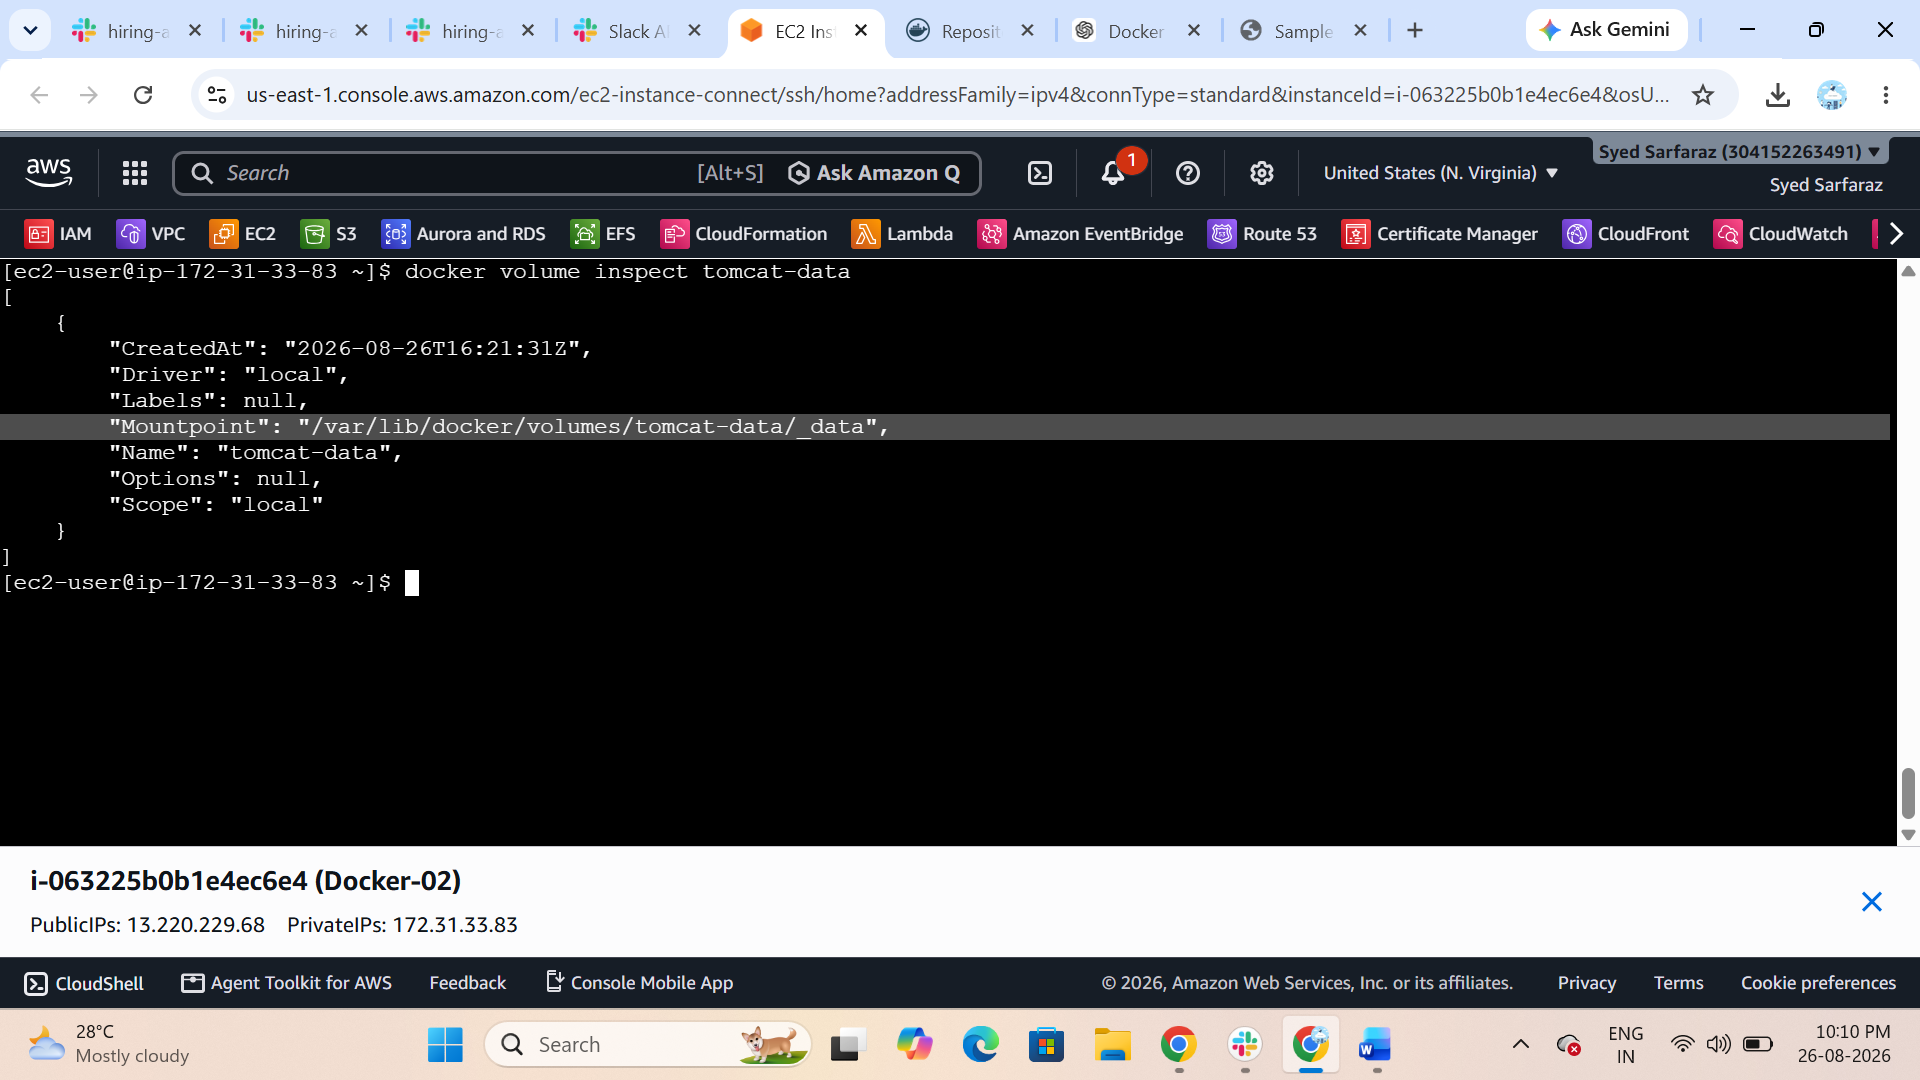 hiring-a
hiring-a
hiring-a
Slack A
EC2 Ins
Reposit
Docker
Sample
Ask Gemini
us-east-1.console.aws.amazon.com/ec2-instance-connect/ssh/home?addressFamily=ipv4&connType=standard&instanceId=i-063225b0b1e4ec6e4&osU...
aws
Search
[Alt+S]
Ask Amazon Q
1
United States (N. Virginia) ▼
Syed Sarfaraz (304152263491) ▼
Syed Sarfaraz
IAM
VPC
EC2
S3
Aurora and RDS
EFS
CloudFormation
Lambda
Amazon EventBridge
Route 53
Certificate Manager
CloudFront
CloudWatch
[ec2-user@ip-172-31-33-83 ~]$ docker volume inspect tomcat-data
[
    {
        "CreatedAt": "2026-08-26T16:21:31Z",
        "Driver": "local",
        "Labels": null,
        "Mountpoint": "/var/lib/docker/volumes/tomcat-data/_data",
        "Name": "tomcat-data",
        "Options": null,
        "Scope": "local"
    }
]
[ec2-user@ip-172-31-33-83 ~]$
i-063225b0b1e4ec6e4 (Docker-02)
PublicIPs: 13.220.229.68    PrivateIPs: 172.31.33.83
CloudShell
Agent Toolkit for AWS
Feedback
Console Mobile App
© 2026, Amazon Web Services, Inc. or its affiliates.
Privacy
Terms
Cookie preferences
28°C
Mostly cloudy
Search
ENG
IN
10:10 PM
26-08-2026